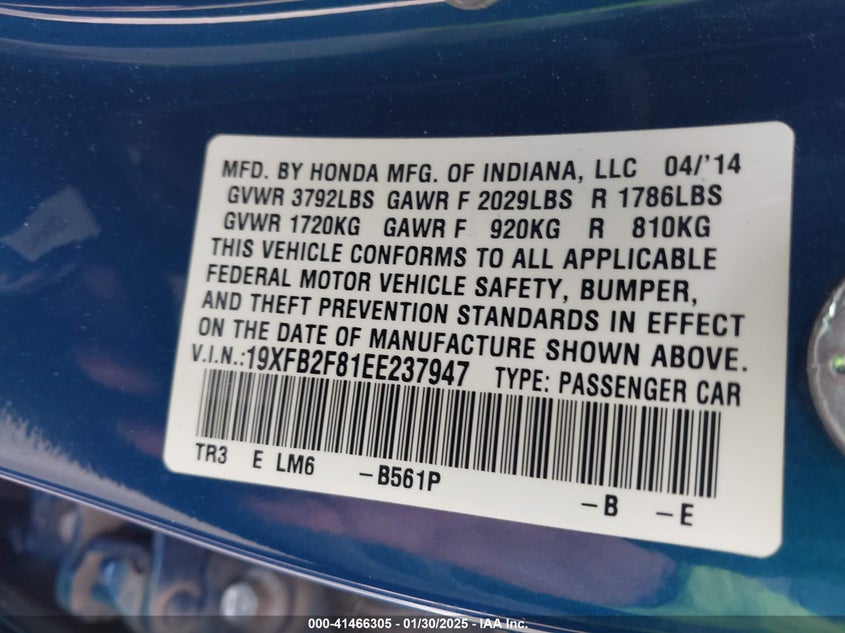 MFD. BY HONDA MFG. OF INDIANA, LLC 04/'14
GVWR 3792LBS GAWR F 2029LBS R 1786LBS
GVWR 1720KG GAWR F 920KG R 810KG
THIS VEHICLE CONFORMS TO ALL APPLICABLE
FEDERAL MOTOR VEHICLE SAFETY, BUMPER,
AND THEFT PREVENTION STANDARDS IN EFFECT
ON THE DATE OF MANUFACTURE SHOWN ABOVE.
V.I.N.:19XFB2F81EE237947 TYPE: PASSENGER CAR
TR3 E LM6 -B561P -B -E
000-41466305 - 01/30/2025 - IAAI.COM